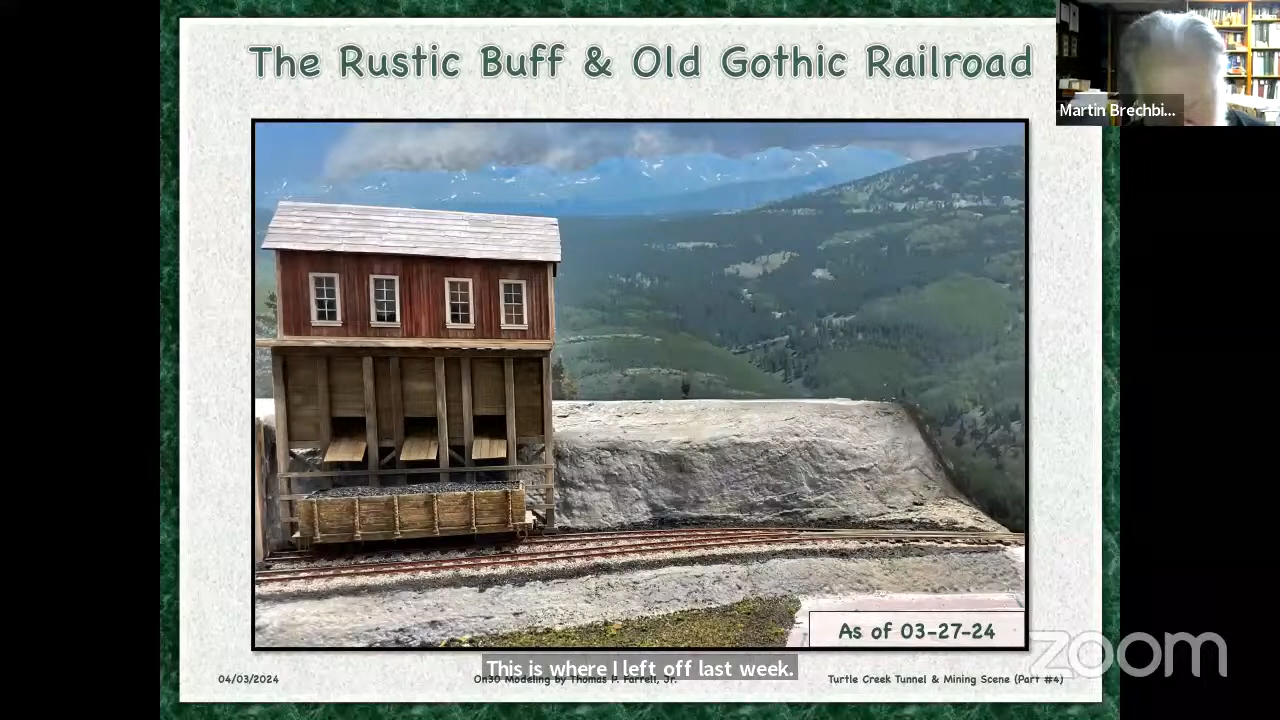 The Rustic Buff & Old Gothic Railroad
Martin Brechbi...
As of 03-27-24
zoom
This is where I left off last week.
04/03/2024
On30 Modeling by Thomas P. Farrell, Jr.
Turtle Creek Tunnel & Mining Scene (Part #4)